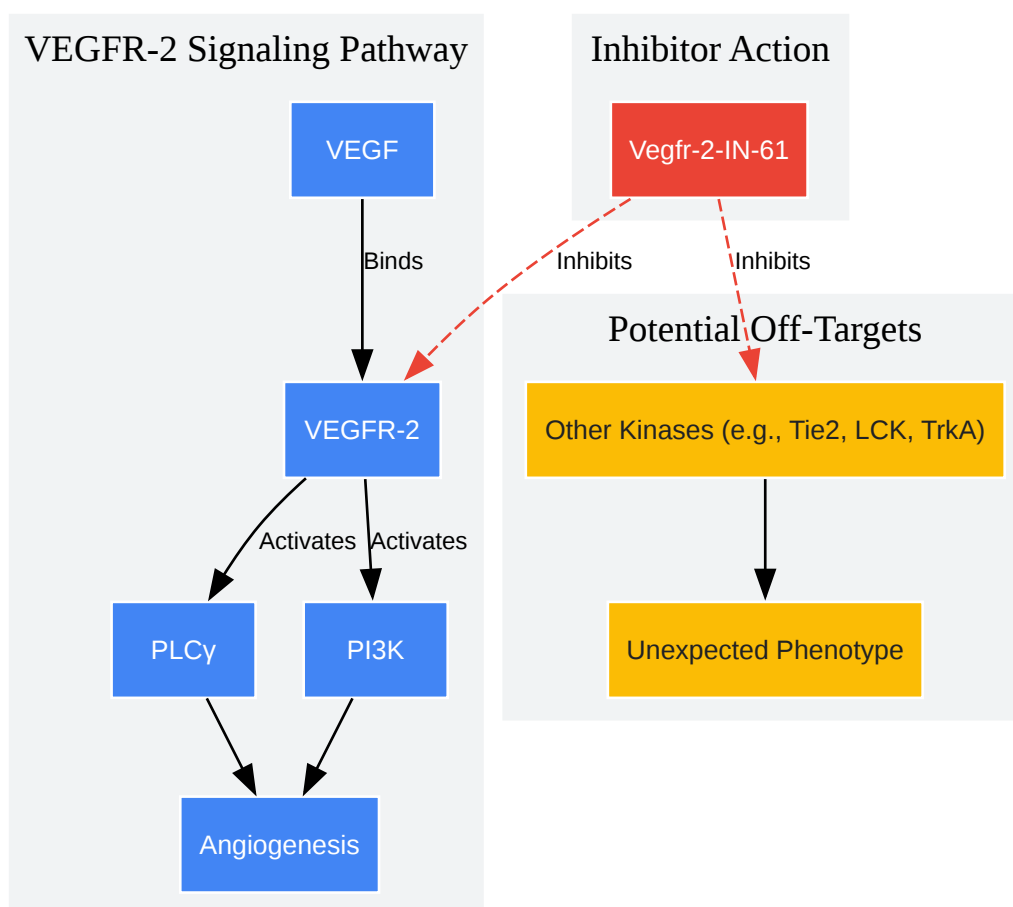 VEGFR-2 Signaling Pathway
Inhibitor Action
VEGF
Vegfr-2-IN-61
Binds
Inhibits
Inhibits
Potential Off-Targets
VEGFR-2
Other Kinases (e.g., Tie2, LCK, TrkA)
Activates
Activates
PLCγ
PI3K
Unexpected Phenotype
Angiogenesis